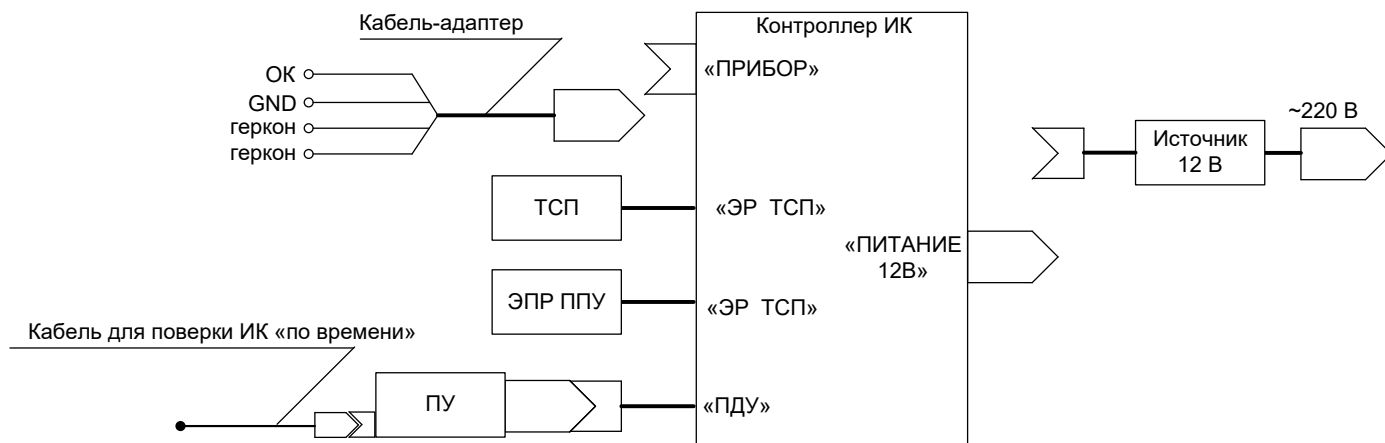 Кабель-адаптер
Контроллер ИК
ОК
GND
геркон
геркон
«ПРИБОР»
~220 В
Источник
12 В
ТСП
«ЭР ТСП»
«ПИТАНИЕ
12В»
ЭПР ППУ
«ЭР ТСП»
Кабель для поверки ИК «по времени»
ПУ
«ПДУ»